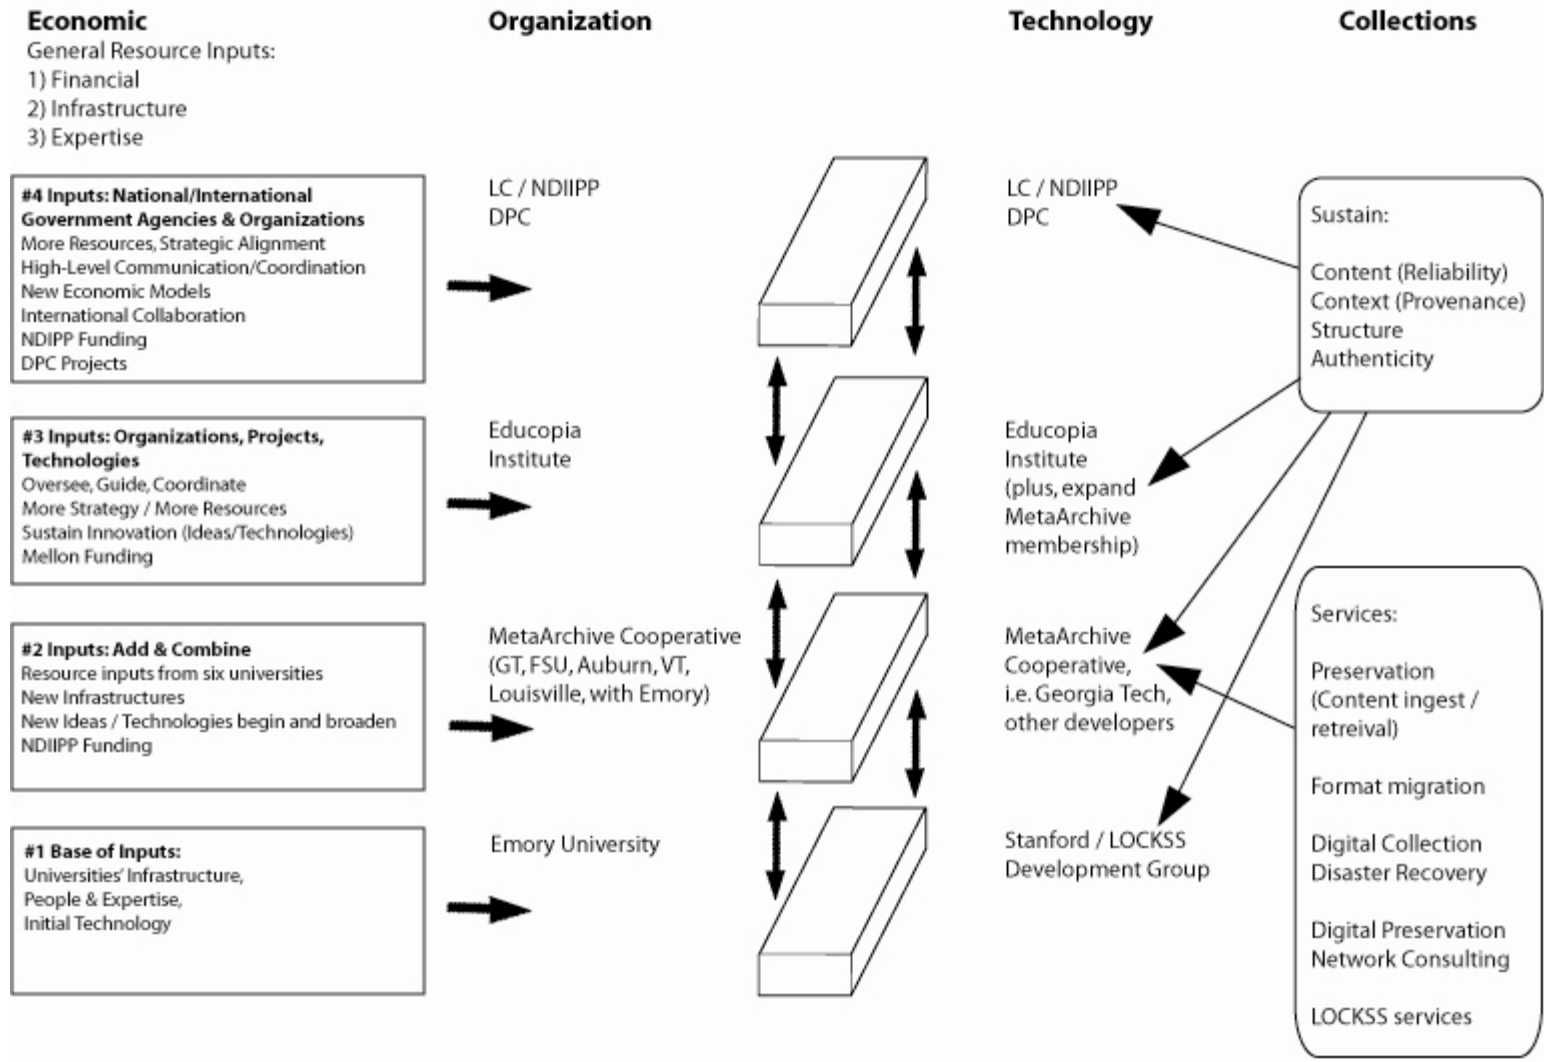 Economic
General Resource Inputs:
1) Financial
2) Infrastructure
3) Expertise
#4 Inputs: National/International
Government Agencies & Organizations
More Resources, Strategic Alignment
High-Level Communication/Coordination
New Economic Models
International Collaboration
NDIPP Funding
DPC Projects
#3 Inputs: Organizations, Projects,
Technologies
Oversee, Guide, Coordinate
More Strategy / More Resources
Sustain Innovation (Ideas/Technologies)
Mellon Funding
#2 Inputs: Add & Combine
Resource inputs from six universities
New Infrastructures
New Ideas / Technologies begin and broaden
NDIIPP Funding
#1 Base of Inputs:
Universities' Infrastructure,
People & Expertise,
Initial Technology
Organization
LC / NDIIPP
DPC
Educopia
Institute
MetaArchive Cooperative
(GT, FSU, Auburn, VT,
Louisville, with Emory)
Emory University
Technology
LC / NDIIPP
DPC
Educopia
Institute
(plus, expand
MetaArchive
membership)
MetaArchive
Cooperative,
i.e. Georgia Tech,
other developers
Stanford / LOCKSS
Development Group
Collections
Sustain:
Content (Reliability)
Context (Provenance)
Structure
Authenticity
Services:
Preservation
(Content ingest /
retreival)
Format migration
Digital Collection
Disaster Recovery
Digital Preservation
Network Consulting
LOCKSS services